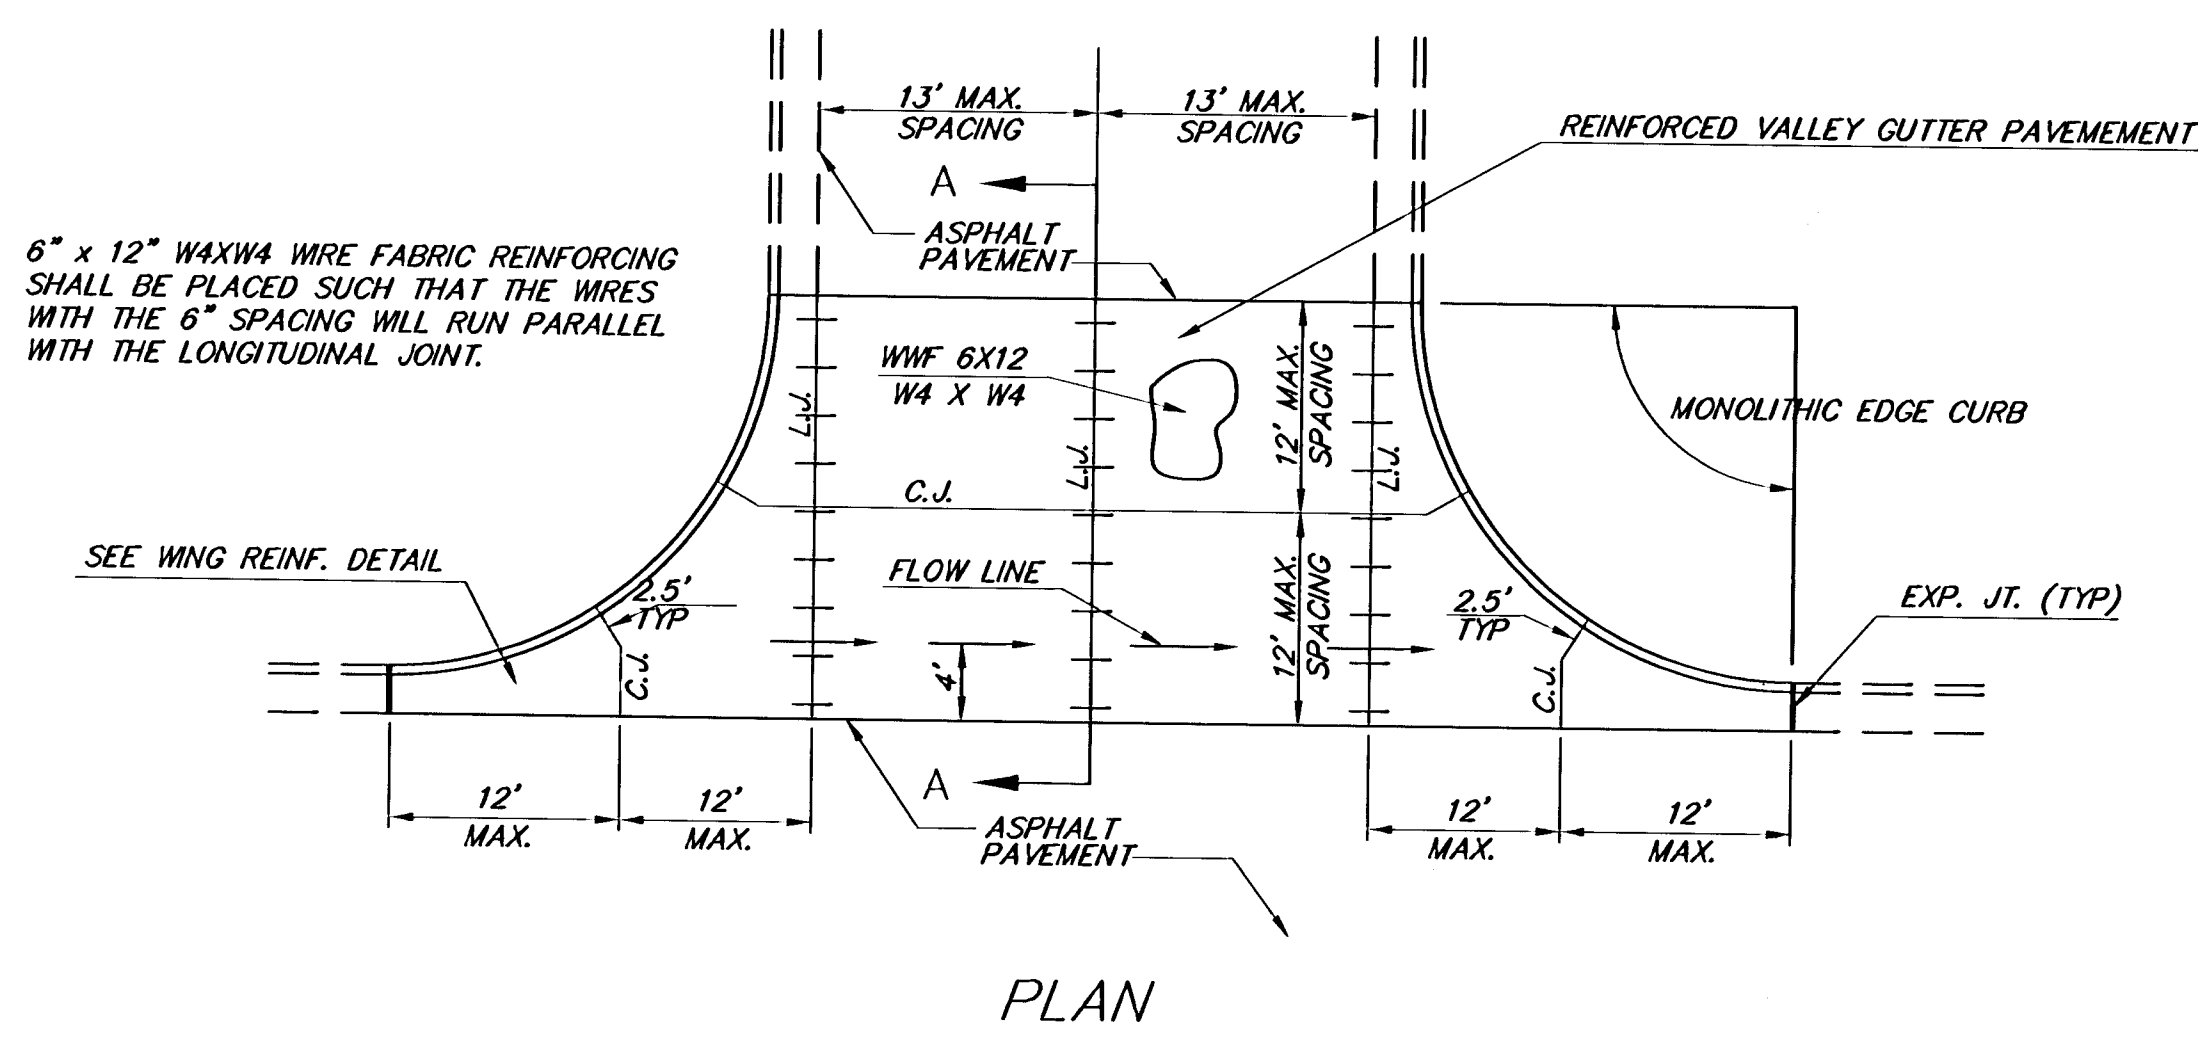 13' MAX.
SPACING
13' MAX.
SPACING
REINFORCED VALLEY GUTTER PAVEMEMENT
A
ASPHALT
PAVEMENT
6" x 12" W4XW4 WIRE FABRIC REINFORCING
SHALL BE PLACED SUCH THAT THE WIRES
WITH THE 6" SPACING WILL RUN PARALLEL
WITH THE LONGITUDINAL JOINT.
WWF 6X12
W4 X W4
12' MAX.
SPACING
MONOLITHIC EDGE CURB
L.J.
L.J.
L.J.
C.J.
SEE WING REINF. DETAIL
2.5'
TYP
FLOW LINE
12' MAX.
SPACING
2.5'
TYP
EXP. JT. (TYP)
C.J.
4'
C.J.
A
12'
MAX.
12'
MAX.
ASPHALT
PAVEMENT
12'
MAX.
12'
MAX.
PLAN